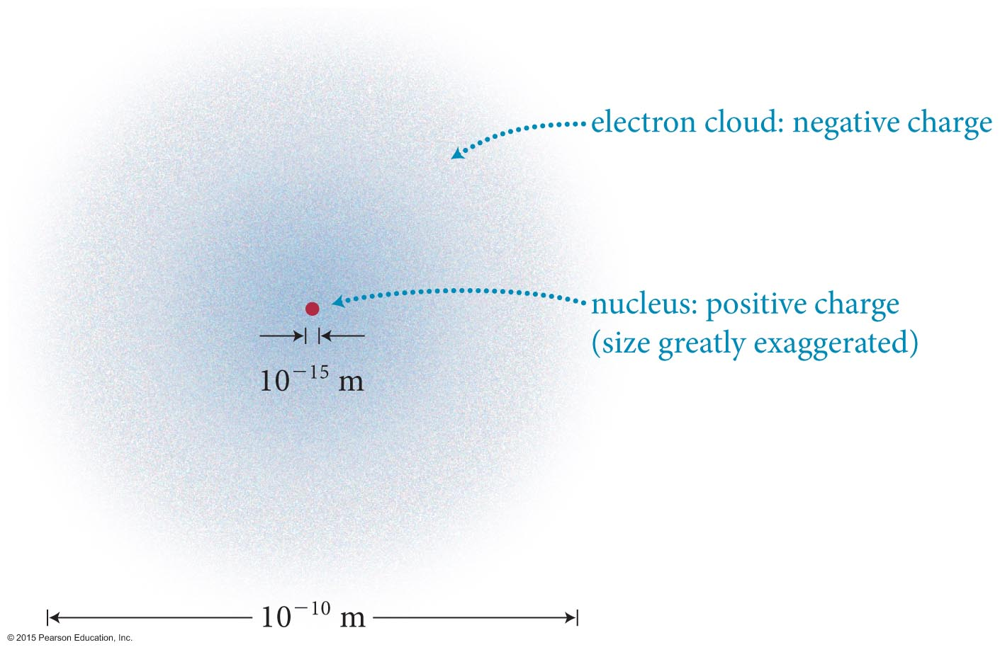 electron cloud: negative charge
nucleus: positive charge
(size greatly exaggerated)
10⁻¹⁵ m
10⁻¹⁰ m
© 2015 Pearson Education, Inc.